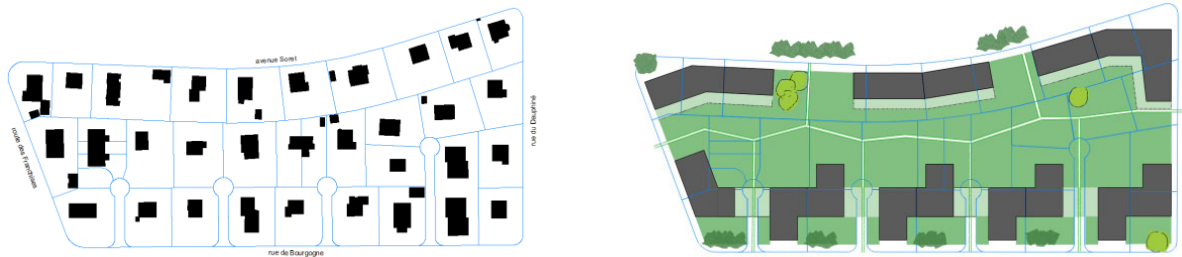 avenue Soret
rue du Dauphiné
route des Franchises
rue de Bourgogne